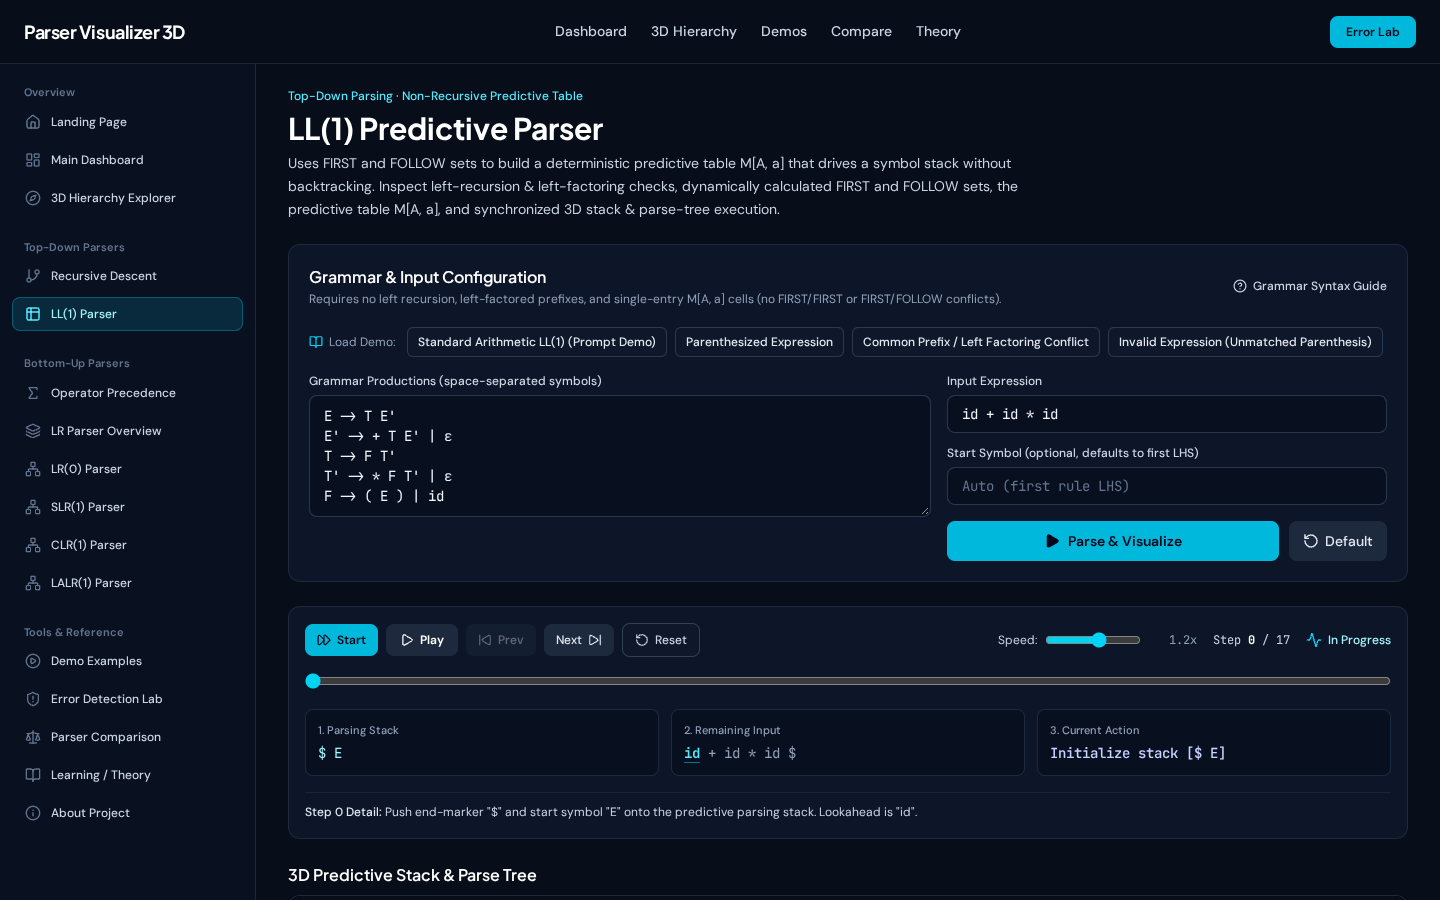 Parser Visualizer 3D
Dashboard
3D Hierarchy
Demos
Compare
Theory
Error Lab
Overview
Landing Page
Main Dashboard
3D Hierarchy Explorer
Top-Down Parsers
Recursive Descent
LL(1) Parser
Bottom-Up Parsers
Operator Precedence
LR Parser Overview
LR(0) Parser
SLR(1) Parser
CLR(1) Parser
LALR(1) Parser
Tools & Reference
Demo Examples
Error Detection Lab
Parser Comparison
Learning / Theory
About Project
Top-Down Parsing · Non-Recursive Predictive Table
LL(1) Predictive Parser
Uses FIRST and FOLLOW sets to build a deterministic predictive table M[A, a] that drives a symbol stack without
backtracking. Inspect left-recursion & left-factoring checks, dynamically calculated FIRST and FOLLOW sets, the
predictive table M[A, a], and synchronized 3D stack & parse-tree execution.
Grammar & Input Configuration
Requires no left recursion, left-factored prefixes, and single-entry M[A, a] cells (no FIRST/FIRST or FIRST/FOLLOW conflicts).
Grammar Syntax Guide
Load Demo:
Standard Arithmetic LL(1) (Prompt Demo)
Parenthesized Expression
Common Prefix / Left Factoring Conflict
Invalid Expression (Unmatched Parenthesis)
Grammar Productions (space-separated symbols)
E -> T E'
E' -> + T E' | ε
T -> F T'
T' -> * F T' | ε
F -> ( E ) | id
Input Expression
id + id * id
Start Symbol (optional, defaults to first LHS)
Auto (first rule LHS)
Parse & Visualize
Default
Start
Play
Prev
Next
Reset
Speed:
1.2x
Step 0 / 17
In Progress
1. Parsing Stack
$ E
2. Remaining Input
id + id * id $
3. Current Action
Initialize stack [$ E]
Step 0 Detail: Push end-marker "$" and start symbol "E" onto the predictive parsing stack. Lookahead is "id".
3D Predictive Stack & Parse Tree